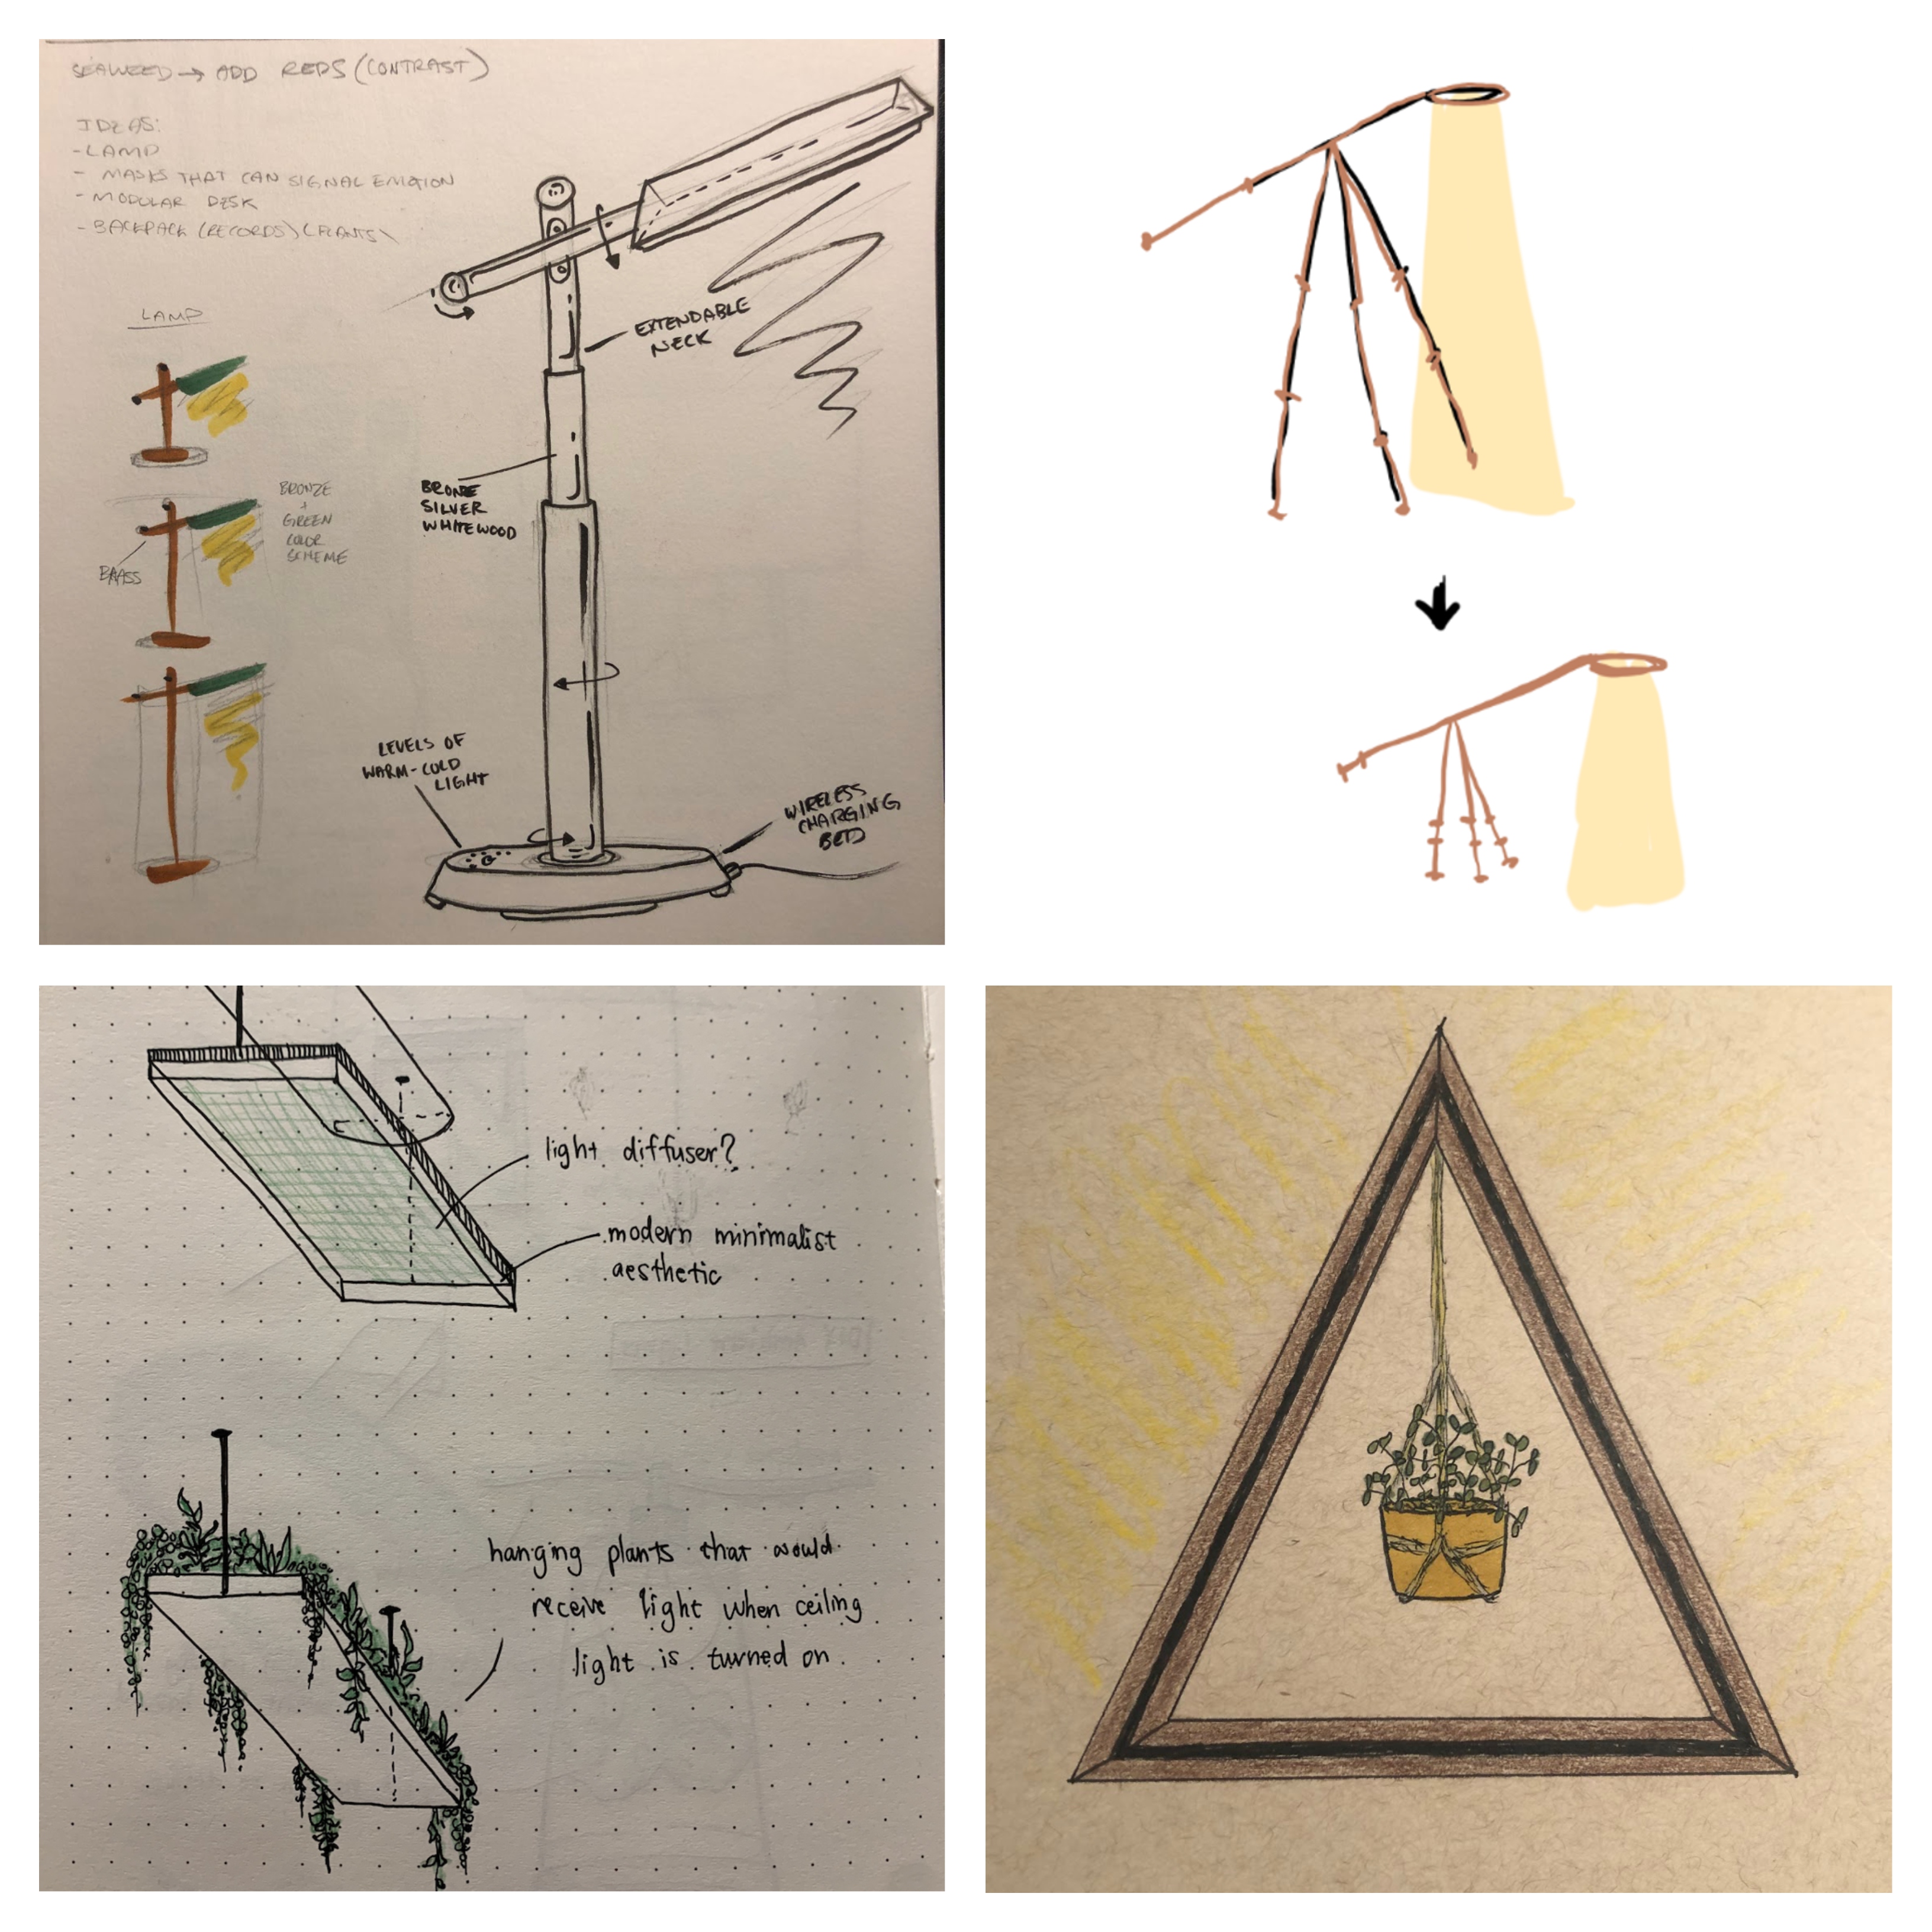 SEAWEED → ADD REDS (CONTRAST)
IDEAS:
- LAMP
- MASKS THAT CAN SIGNAL EMOTION
- MODULAR DESK
- BACKPACK (RECORDS) (PLANTS)
LAMP
BRONZE
+
GREEN
COLOR
SCHEME
BRASS
EXTENDABLE
NECK
BRONZE
SILVER
WHITEWOOD
LEVELS OF
WARM-COLD
LIGHT
WIRELESS
CHARGING
BED
light diffuser?
modern minimalist
aesthetic
hanging plants that would
receive light when ceiling
light is turned on